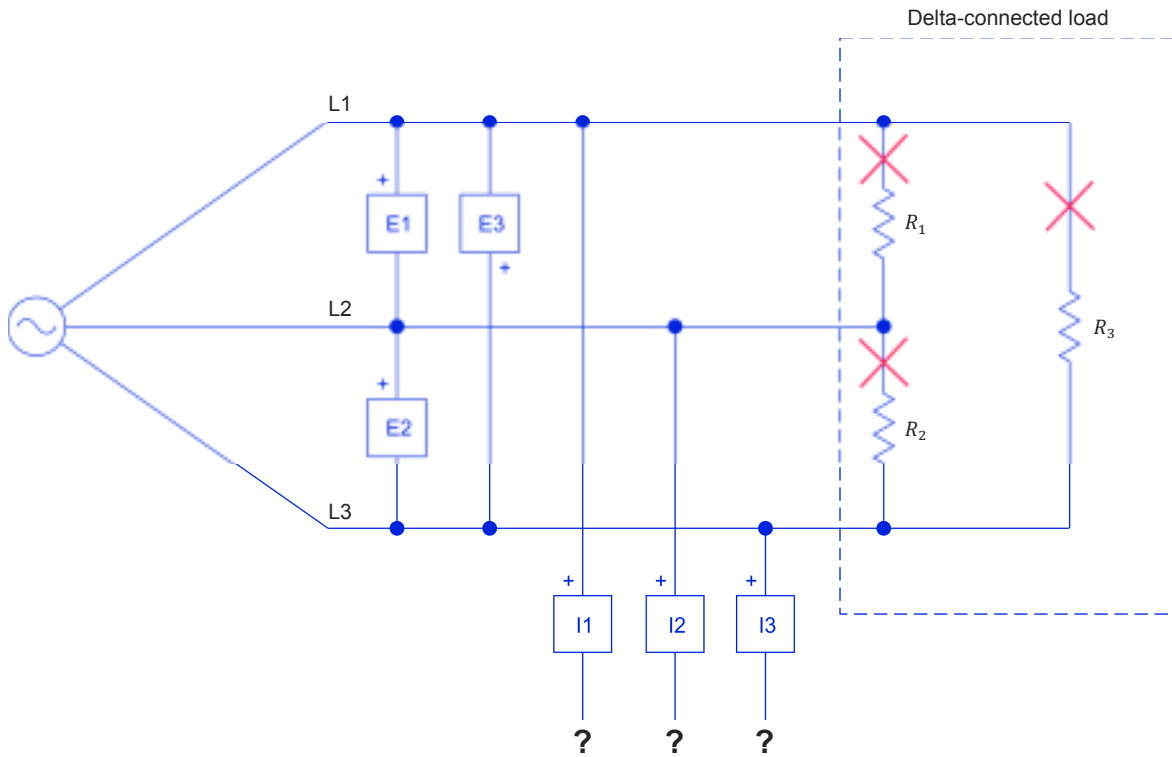 Delta-connected load
L1
+
E1
E3
+
R₁
L2
+
E2
R₂
R₃
L3
+ + +
I1 I2 I3
? ? ?